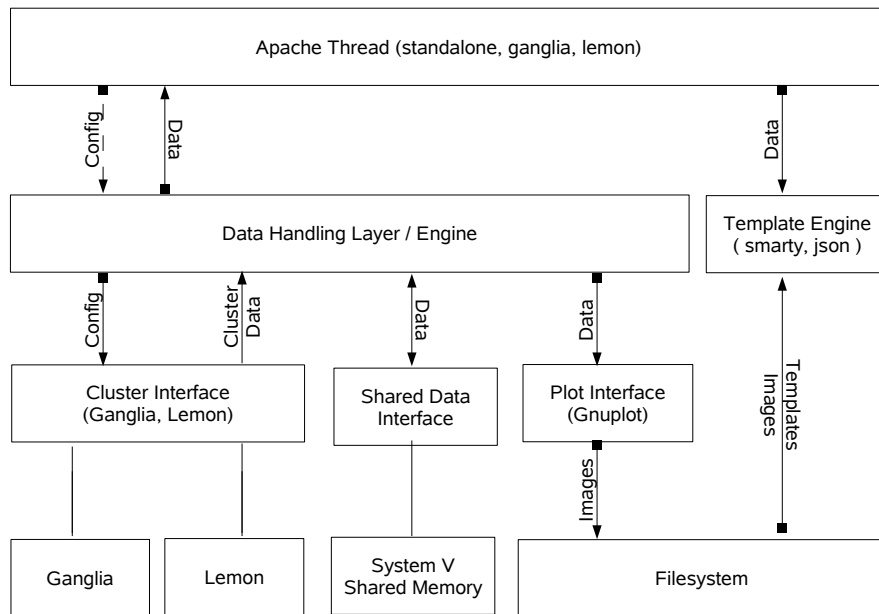 Apache Thread (standalone, ganglia, lemon)
Config
Data
Data
Data Handling Layer / Engine
Template Engine
( smarty, json )
Config
Cluster
Data
Data
Data
Templates
Images
Cluster Interface
(Ganglia, Lemon)
Shared Data
Interface
Plot Interface
(Gnuplot)
Images
Ganglia
Lemon
System V
Shared Memory
Filesystem